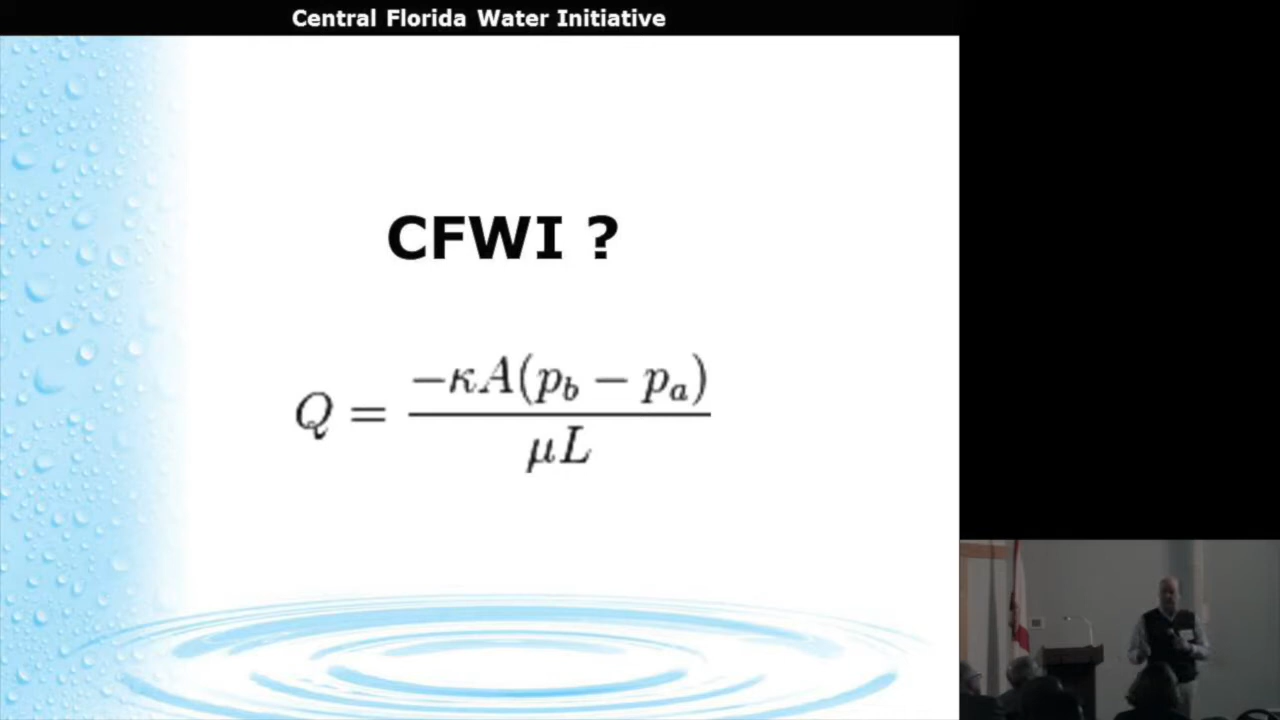 Central Florida Water Initiative
CFWI ?
Q = −κA(p_b − p_a) / μL